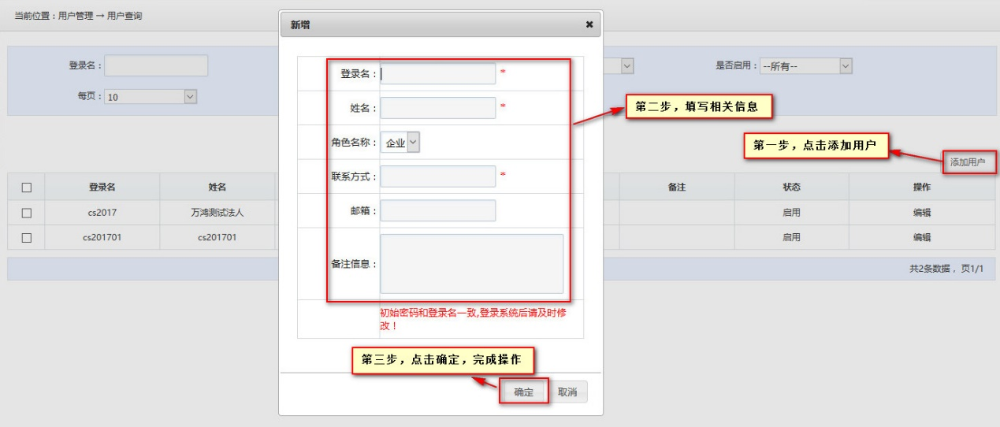 当前位置：用户管理 → 用户查询
新增
登录名：
是否启用： --所有--
每页： 10
登录名： *
姓名： *
角色名称： 企业
联系方式： *
邮箱：
备注信息：
初始密码和登录名一致,登录系统后请及时修
改！
第二步，填写相关信息
第一步，点击添加用户
添加用户
登录名 姓名 备注 状态 操作
cs2017 万鸿测试法人 启用 编辑
cs201701 cs201701 启用 编辑
共2条数据，页1/1
第三步，点击确定，完成操作
确定 取消